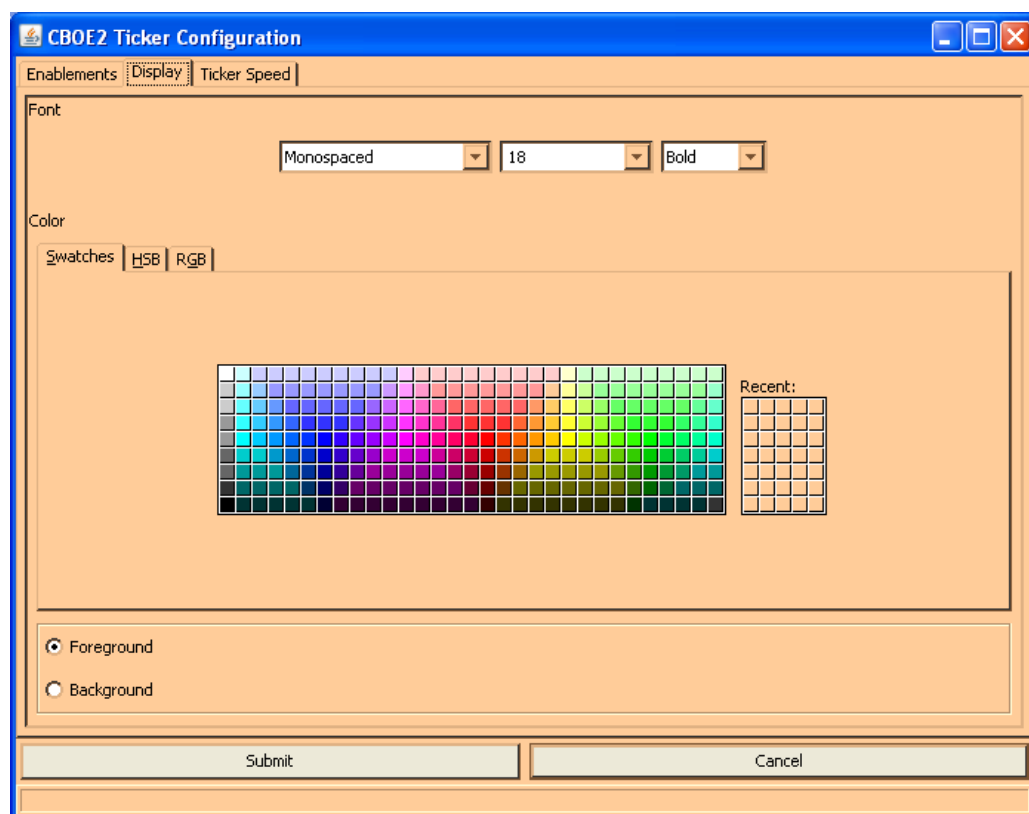 CBOE2 Ticker Configuration
Enablements Display Ticker Speed
Font
Monospaced 18 Bold
Color
Swatches HSB RGB
Recent:
Foreground
Background
Submit Cancel